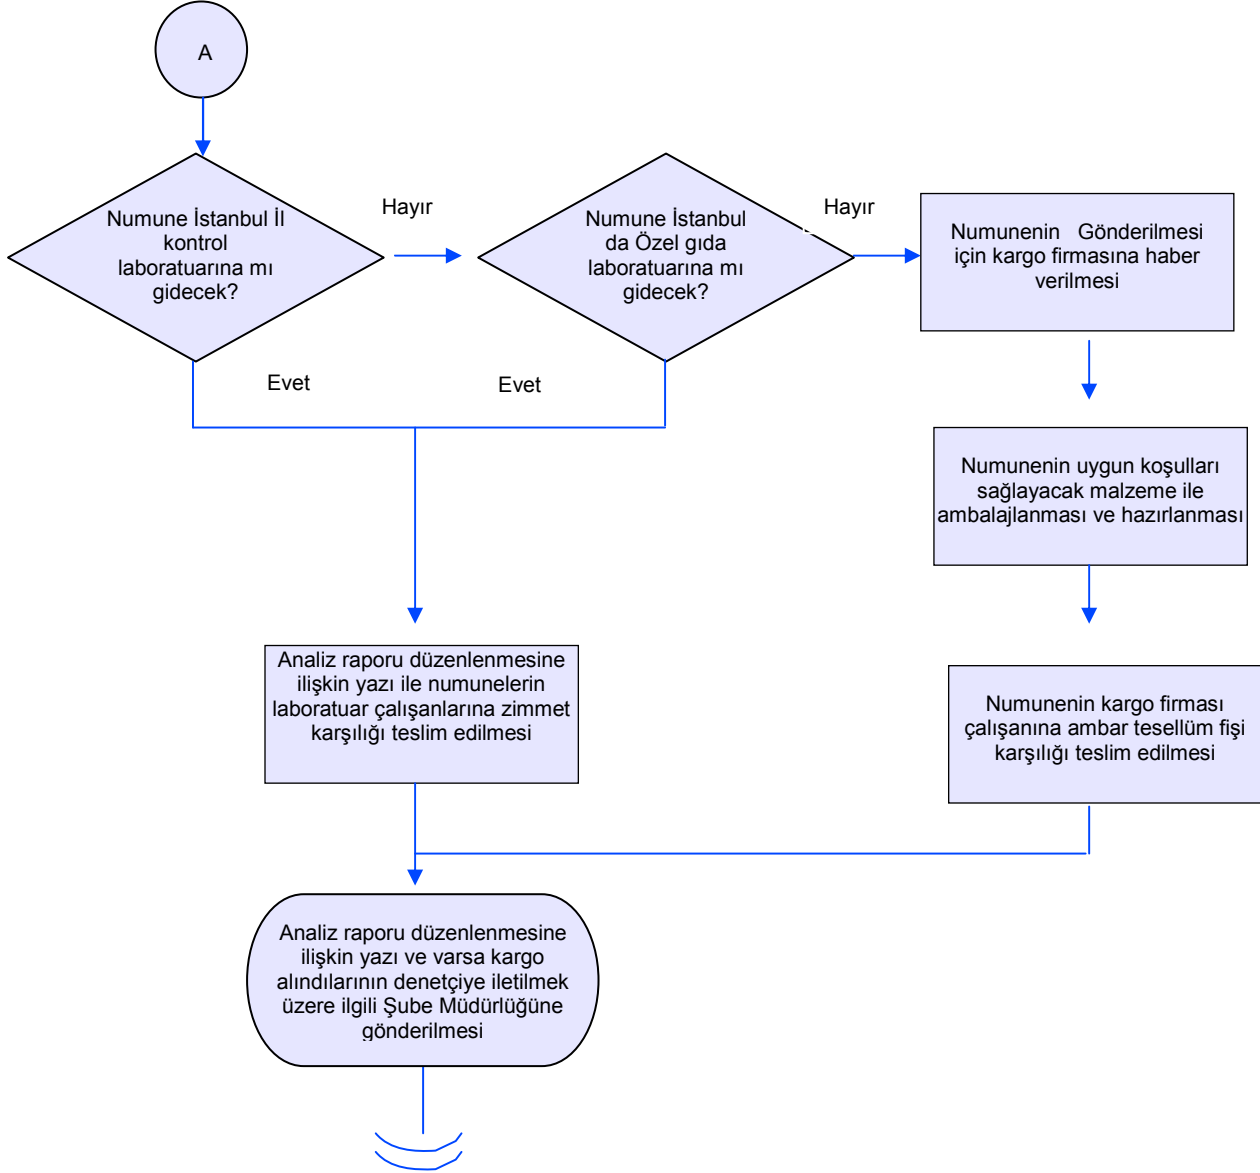 A
Numune İstanbul İl
kontrol
laboratuarına mı
gidecek?
Hayır
Numune İstanbul
da Özel gıda
laboratuarına mı
gidecek?
Hayır
Numunenin Gönderilmesi
için kargo firmasına haber
verilmesi
Evet
Evet
Numunenin uygun koşulları
sağlayacak malzeme ile
ambalajlanması ve hazırlanması
Analiz raporu düzenlenmesine
ilişkin yazı ile numunelerin
laboratuar çalışanlarına zimmet
karşılığı teslim edilmesi
Numunenin kargo firması
çalışanına ambar tesellüm fişi
karşılığı teslim edilmesi
Analiz raporu düzenlenmesine
ilişkin yazı ve varsa kargo
alındılarının denetçiye iletilmek
üzere ilgili Şube Müdürlüğüne
gönderilmesi